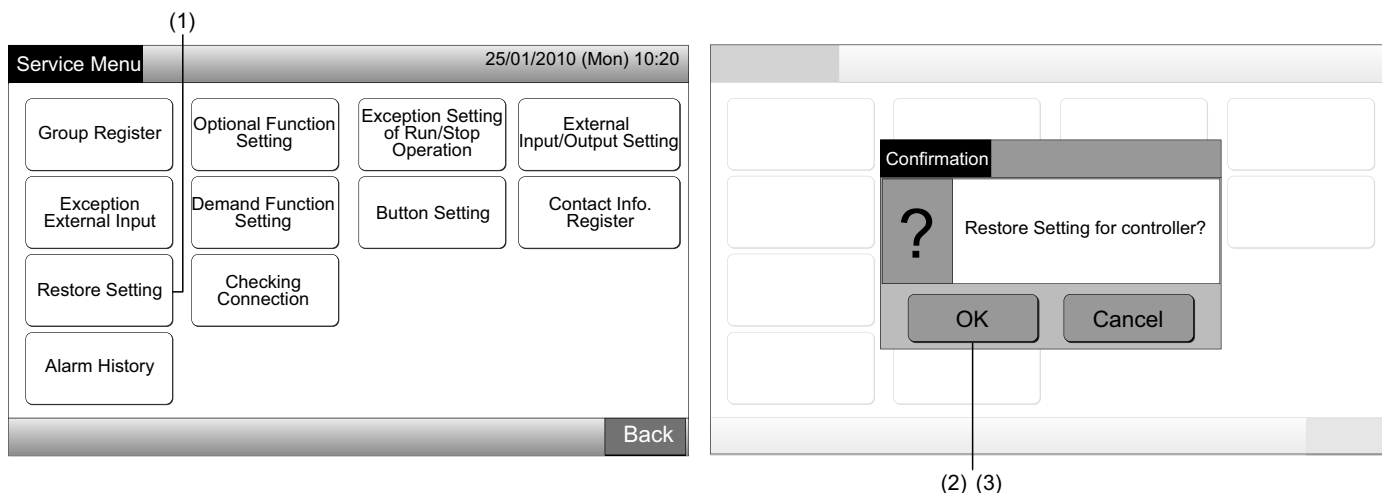 (1)
Service Menu
25/01/2010 (Mon) 10:20
Group Register
Optional Function
Setting
Exception Setting
of Run/Stop
Operation
External
Input/Output Setting
Exception
External Input
Demand Function
Setting
Button Setting
Contact Info.
Register
Restore Setting
Checking
Connection
Alarm History
Back
Confirmation
?
Restore Setting for controller?
OK
Cancel
(2) (3)